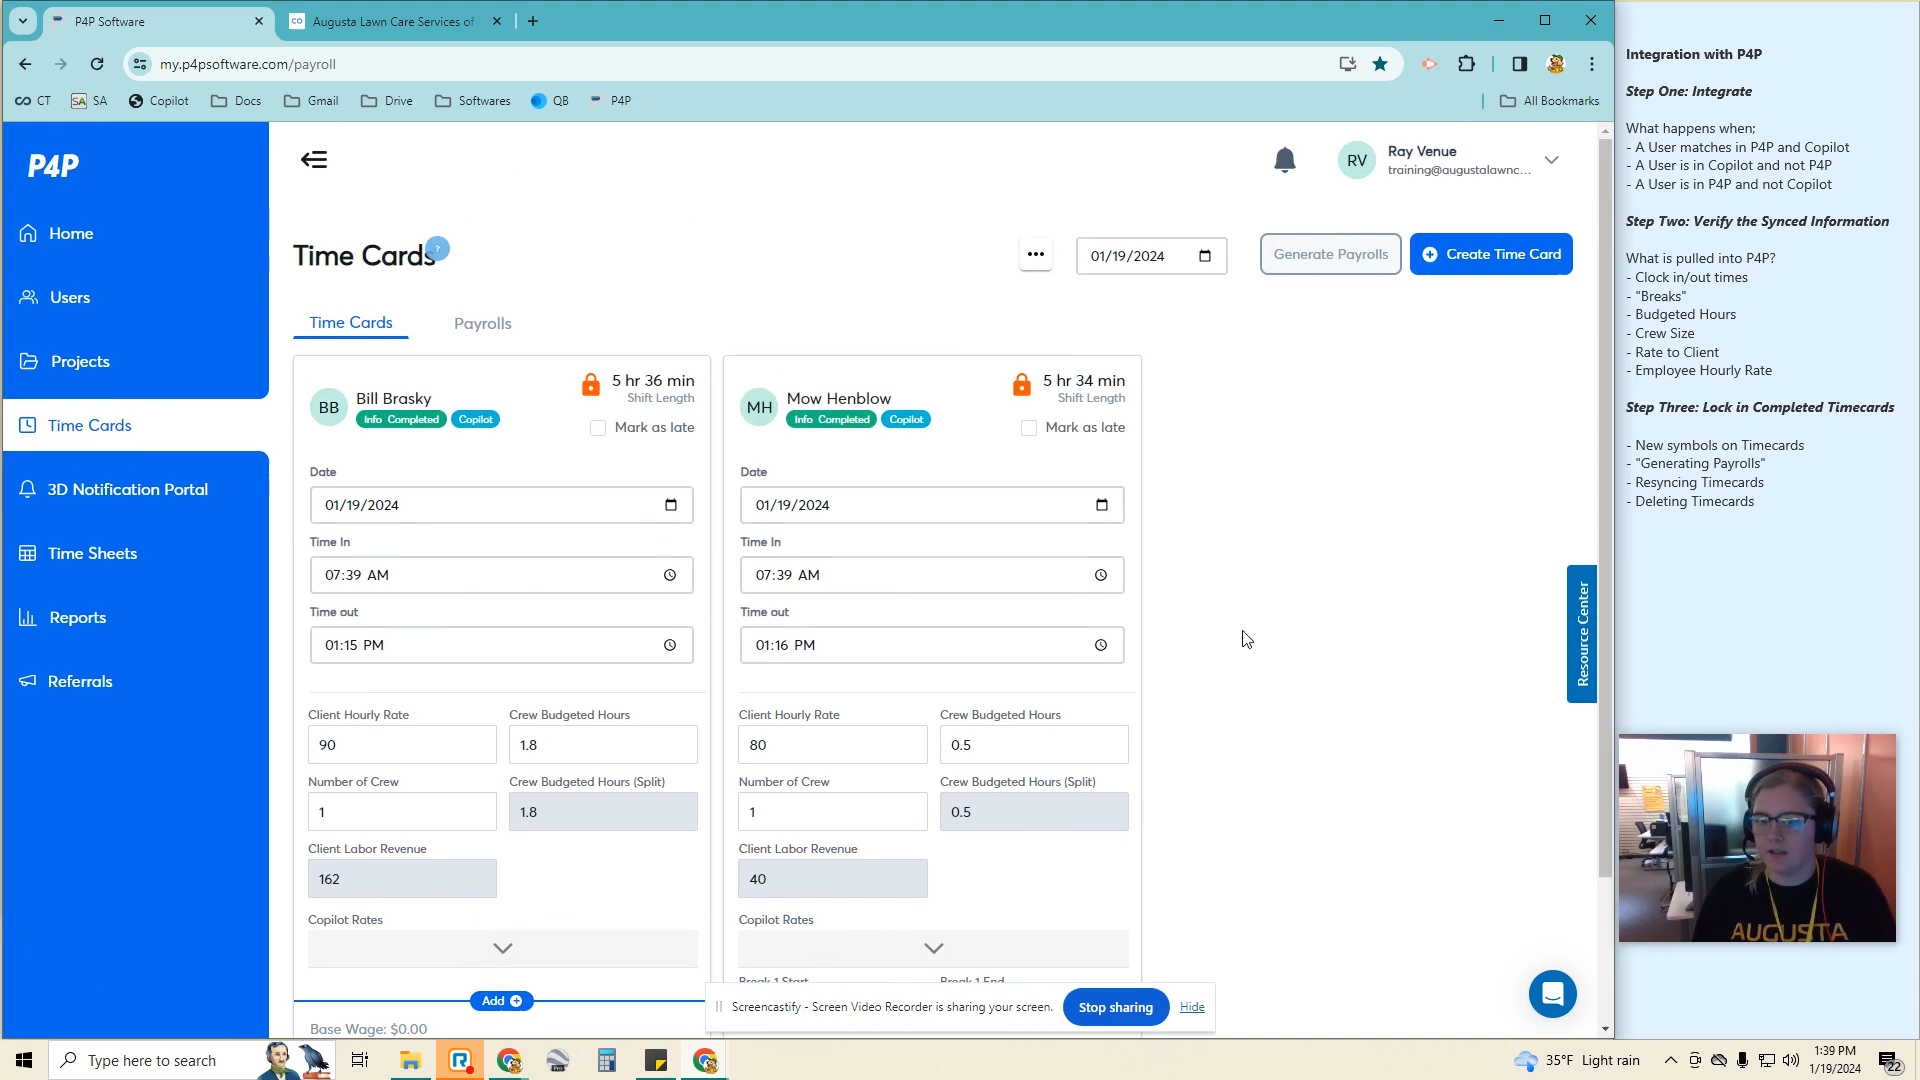 P4P Software
Augusta Lawn Care Services of
my.p4psoftware.com/payroll
CT
SA
Copilot
Docs
Gmail
Drive
Softwares
QB
P4P
All Bookmarks
P4P
Home
Users
Projects
Time Cards
3D Notification Portal
Time Sheets
Reports
Referrals
RV
Ray Venue
training@augustalawnc...
Time Cards
?
01/19/2024
Generate Payrolls
Create Time Card
Time Cards
Payrolls
BB
Bill Brasky
Info Completed
Copilot
5 hr 36 min
Shift Length
Mark as late
Date
01/19/2024
Time In
07:39 AM
Time out
01:15 PM
Client Hourly Rate
Crew Budgeted Hours
90
1.8
Number of Crew
Crew Budgeted Hours (Split)
1
1.8
Client Labor Revenue
162
Copilot Rates
Add
Base Wage: $0.00
MH
Mow Henblow
Info Completed
Copilot
5 hr 34 min
Shift Length
Mark as late
Date
01/19/2024
Time In
07:39 AM
Time out
01:16 PM
Client Hourly Rate
Crew Budgeted Hours
80
0.5
Number of Crew
Crew Budgeted Hours (Split)
1
0.5
Client Labor Revenue
40
Copilot Rates
Break 1 Start
Break 1 End
Resource Center
Screencastify - Screen Video Recorder is sharing your screen.
Stop sharing
Hide
Integration with P4P
Step One: Integrate
What happens when;
- A User matches in P4P and Copilot
- A User is in Copilot and not P4P
- A User is in P4P and not Copilot
Step Two: Verify the Synced Information
What is pulled into P4P?
- Clock in/out times
- "Breaks"
- Budgeted Hours
- Crew Size
- Rate to Client
- Employee Hourly Rate
Step Three: Lock in Completed Timecards
- New symbols on Timecards
- "Generating Payrolls"
- Resyncing Timecards
- Deleting Timecards
AUGUSTA
Type here to search
35°F Light rain
1:39 PM
1/19/2024
22